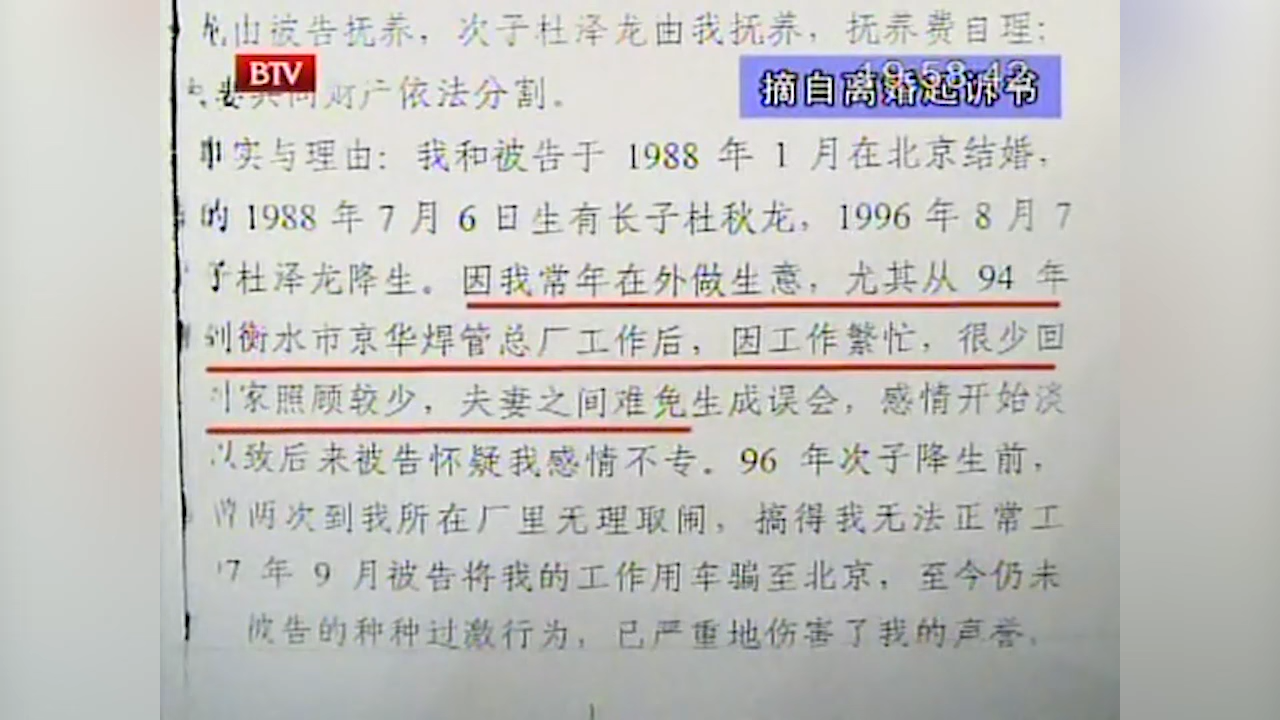 龙由被告抚养，次子杜泽龙由我抚养，抚养费自理；
BTV
19:58:42
摘自离婚起诉书
妻共同财产依法分割。
事实与理由：我和被告于 1988 年 1 月在北京结婚，
的 1988 年 7 月 6 日生有长子杜秋龙，1996 年 8 月 7
子杜泽龙降生。因我常年在外做生意，尤其从 94 年
到衡水市京华焊管总厂工作后，因工作繁忙，很少回
家照顾较少，夫妻之间难免生成误会，感情开始淡
以致后来被告怀疑我感情不专。96 年次子降生前，
两次到我所在厂里无理取闹，搞得我无法正常工
7 年 9 月被告将我的工作用车骗至北京，至今仍未
被告的种种过激行为，已严重地伤害了我的声誉，